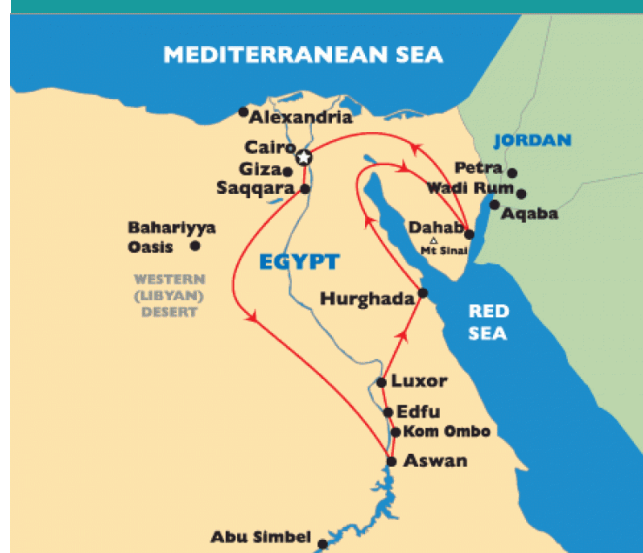 MEDITERRANEAN SEA
Alexandria
Cairo
Giza
Saqqara
JORDAN
Petra
Wadi Rum
Aqaba
Bahariyya
Oasis
Dahab
Mt Sinai
EGYPT
WESTERN
(LIBYAN)
DESERT
Hurghada
RED
SEA
Luxor
Edfu
Kom Ombo
Aswan
Abu Simbel